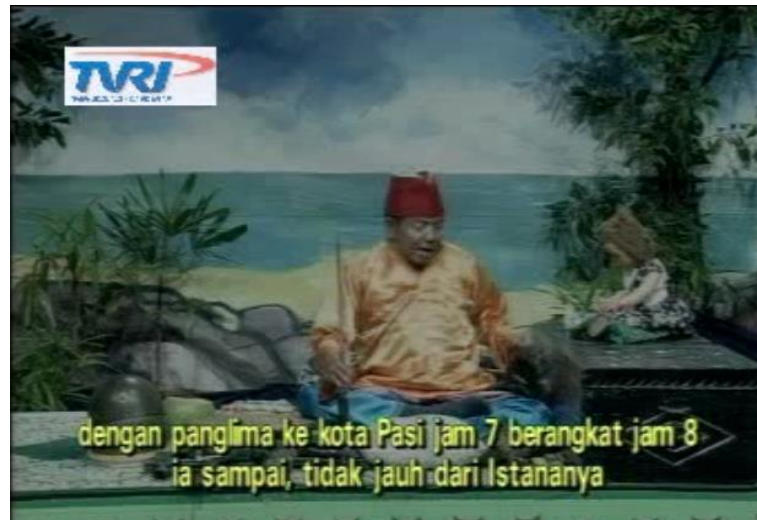 TVRI
dengan panglima ke kota Pasi jam 7 berangkat jam 8
ia sampai, tidak jauh dari Istananya